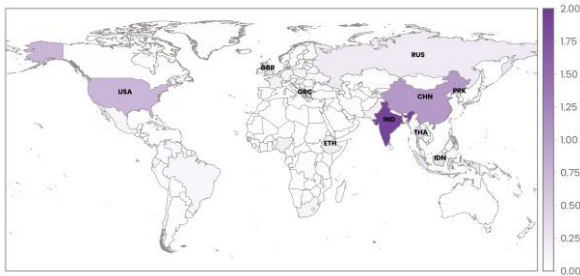 2.00
1.75
1.50
1.25
1.00
0.75
0.50
0.25
0.00
RUS
GBR
USA
GRC
CHN
PRK
IND
THA
ETH
IDN